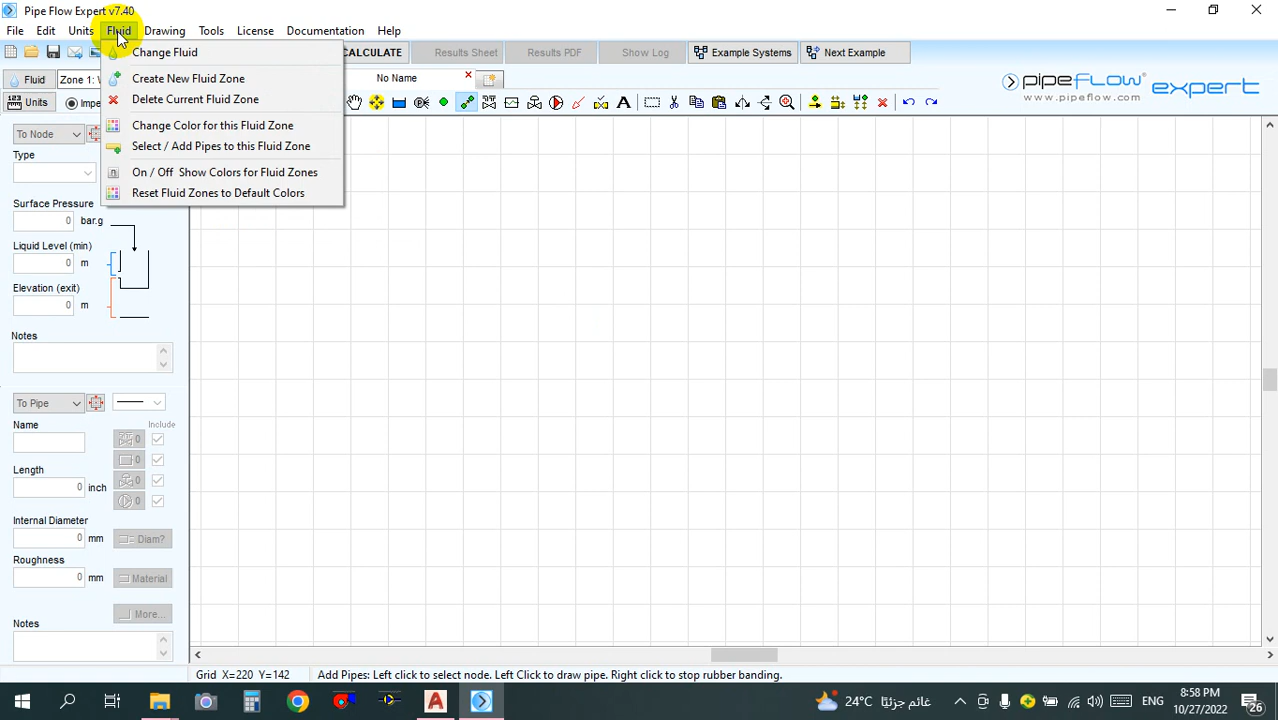 Pipe Flow Expert v7.40
File Edit Units Fluid Drawing Tools License Documentation Help
Change Fluid
Create New Fluid Zone
Delete Current Fluid Zone
Change Color for this Fluid Zone
Select / Add Pipes to this Fluid Zone
On / Off Show Colors for Fluid Zones
Reset Fluid Zones to Default Colors
CALCULATE Results Sheet Results PDF Show Log Example Systems Next Example
Fluid Zone 1: No Name
Units
pipeflow expert
www.pipeflow.com
To Node
Type
Surface Pressure
0 bar.g
Liquid Level (min)
0 m
Elevation (exit)
0 m
Notes
To Pipe
Name Include
0
Length
0 inch
0
0
Internal Diameter
0 mm Diam?
Roughness
0 mm Material
More...
Notes
Grid X=220 Y=142 Add Pipes: Left click to select node. Left Click to draw pipe. Right click to stop rubber banding.
24°C غائم جزئيًا ENG 8:58 PM
10/27/2022
26